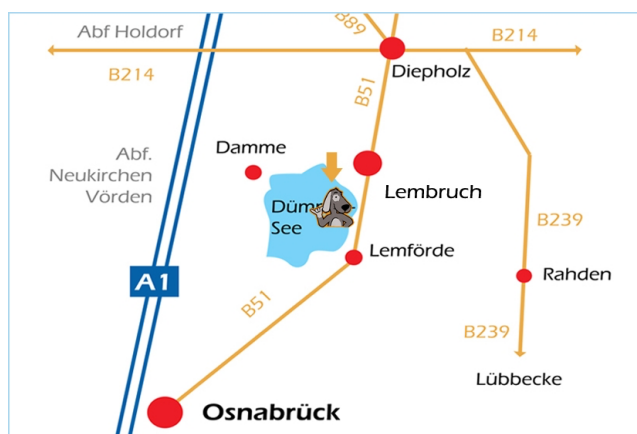 B89
Abf Holdorf
B214
B214
Diepholz
B51
Abf.
Neukirchen
Vörden
Damme
Lembruch
See
B239
Lemförde
A1
Rahden
B51
B239
Lübbecke
Osnabrück